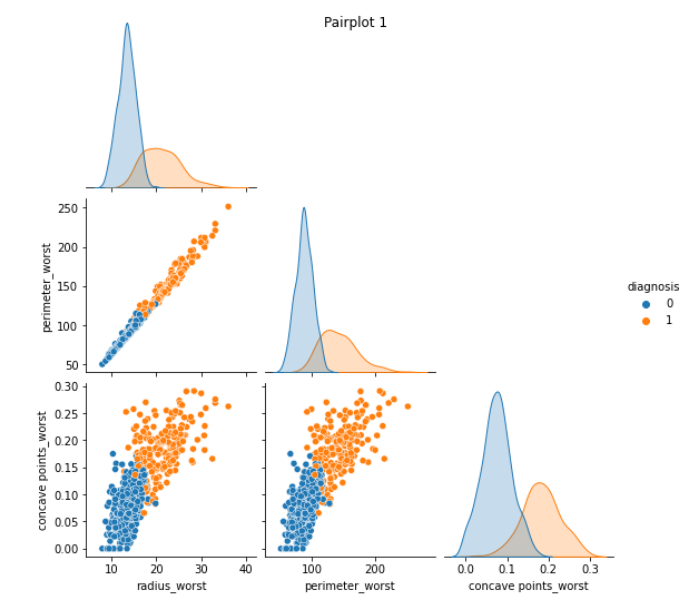 Pairplot 1
perimeter_worst
250
200
150
100
50
diagnosis
0
1
concave points_worst
0.30
0.25
0.20
0.15
0.10
0.05
0.00
10 20 30 40
radius_worst
100 200
perimeter_worst
0.0 0.1 0.2 0.3
concave points_worst